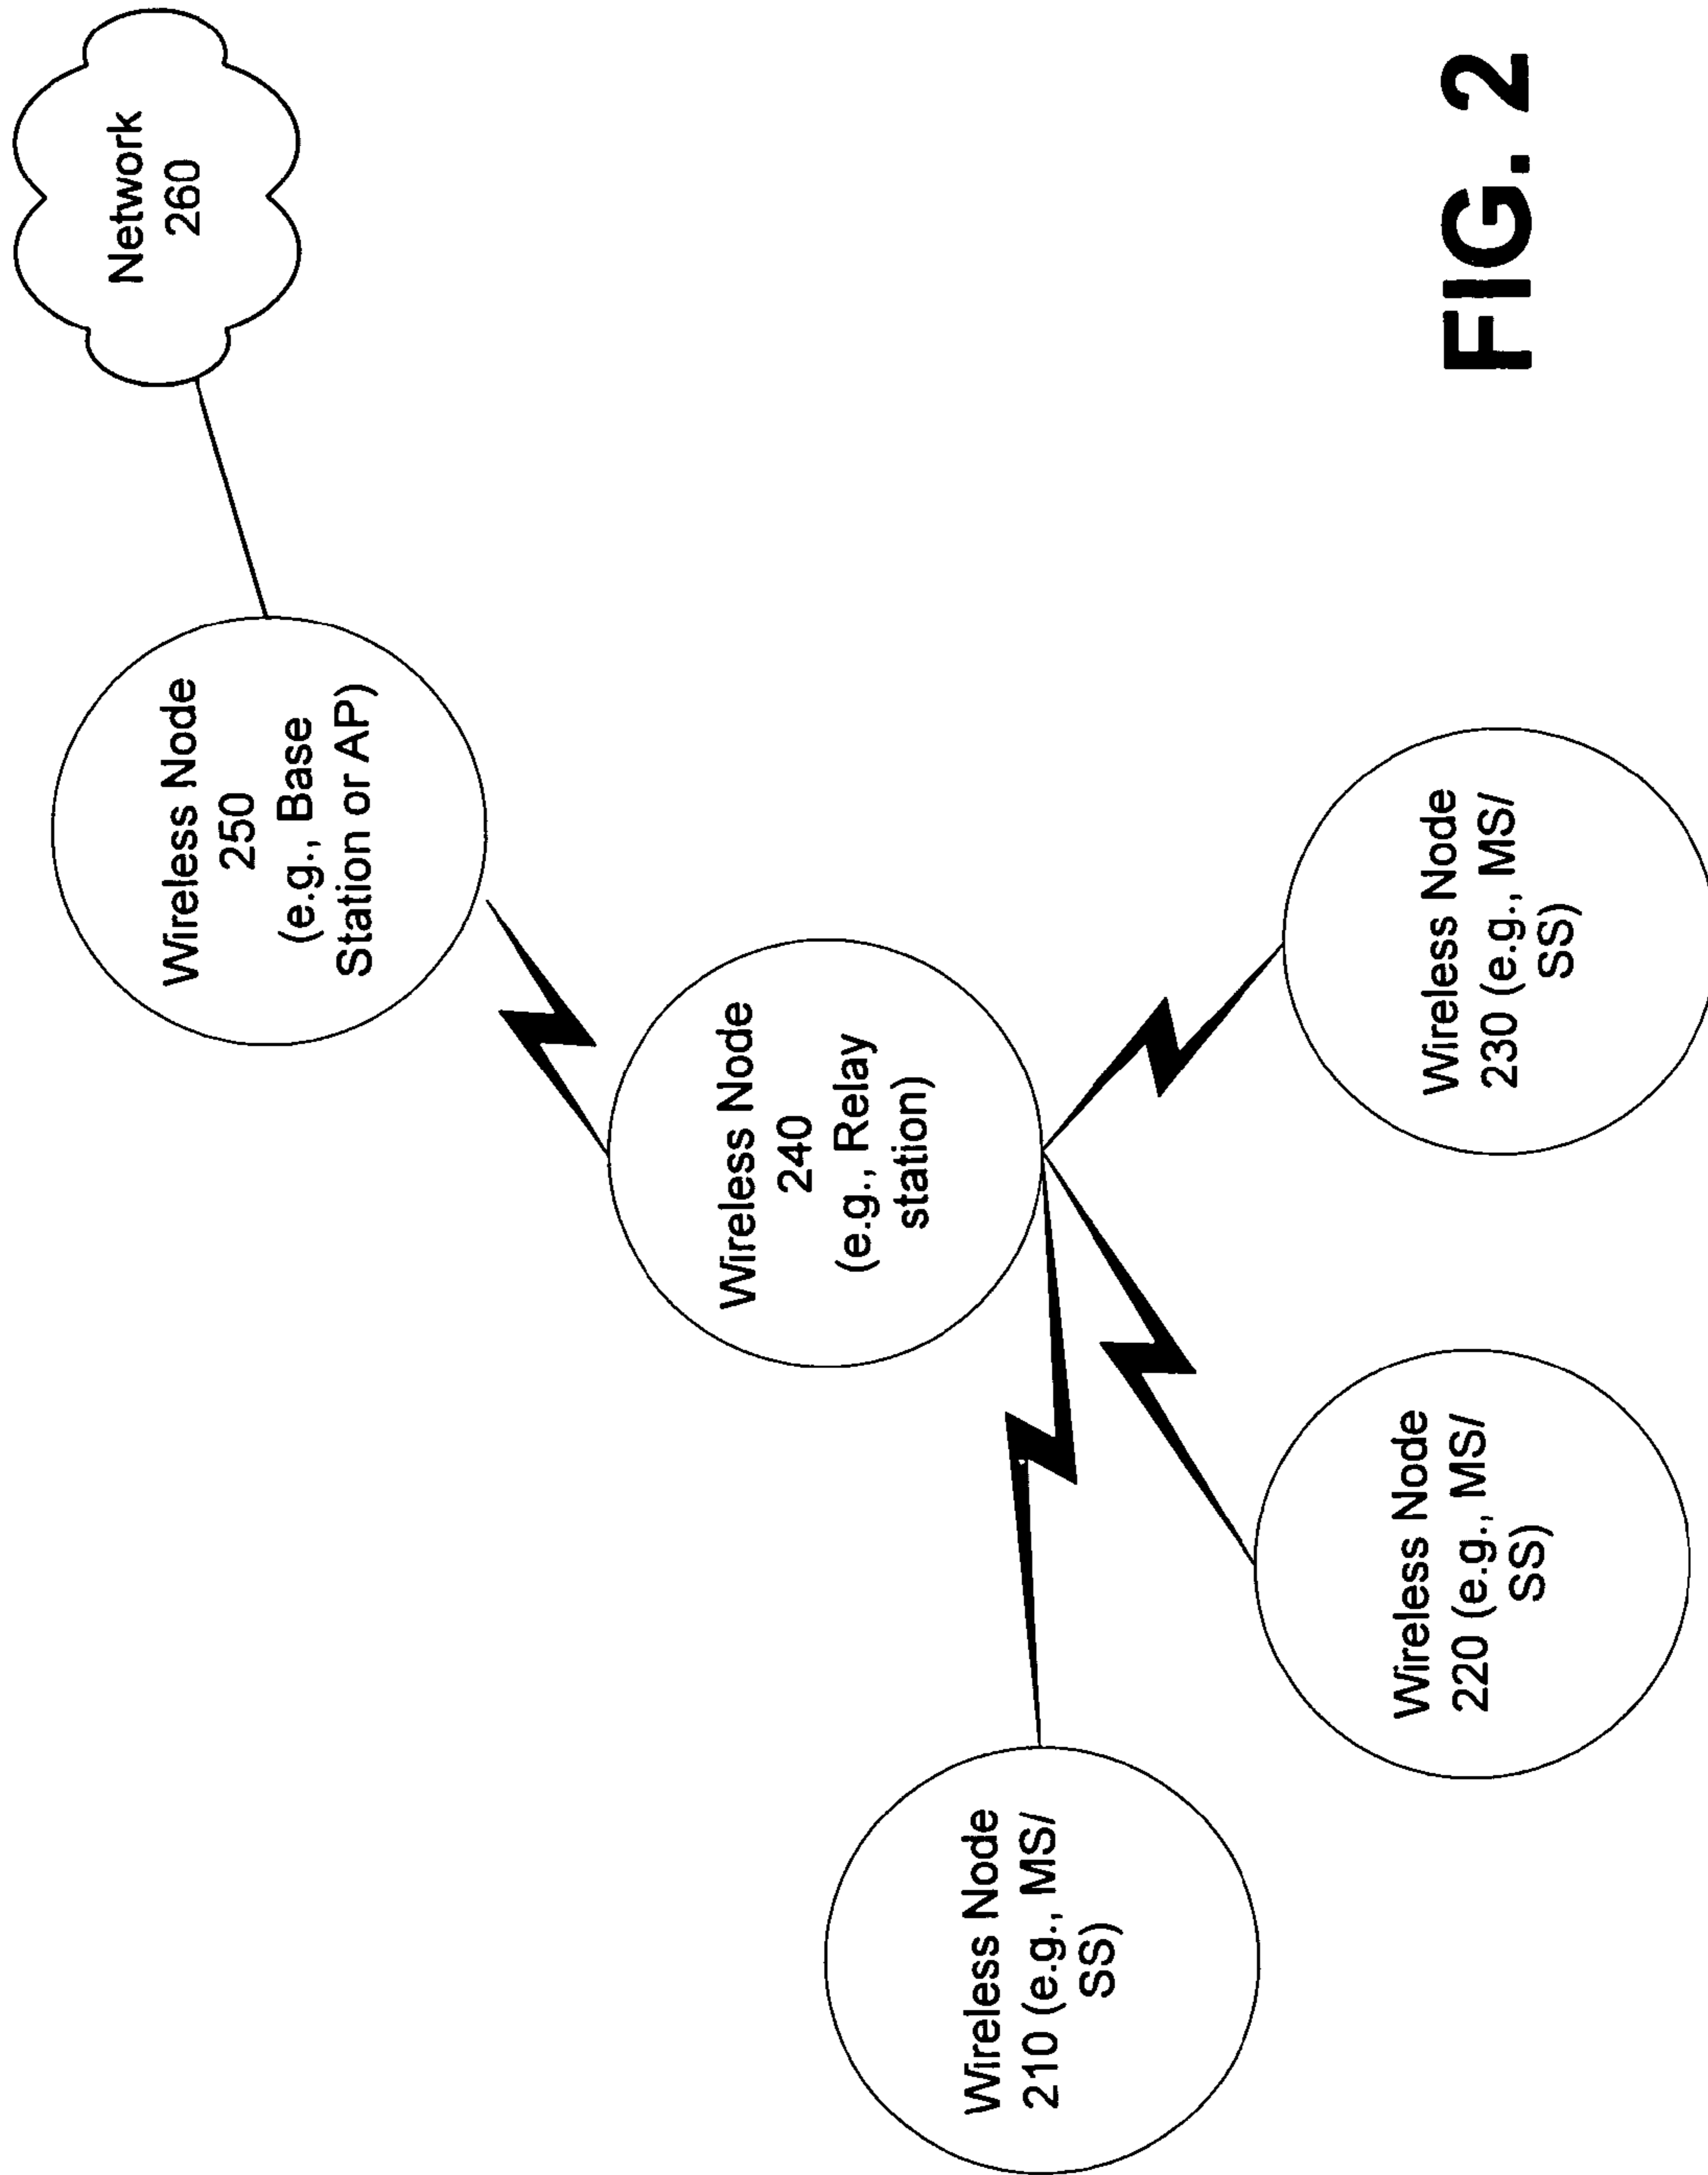 Network
260
Wireless Node
250
(e.g., Base
Station or AP)
Wireless Node
240
(e.g., Relay
station)
Wireless Node
210 (e.g., MS/
SS)
Wireless Node
220 (e.g., MS/
SS)
Wireless Node
230 (e.g., MS/
SS)
FIG. 2